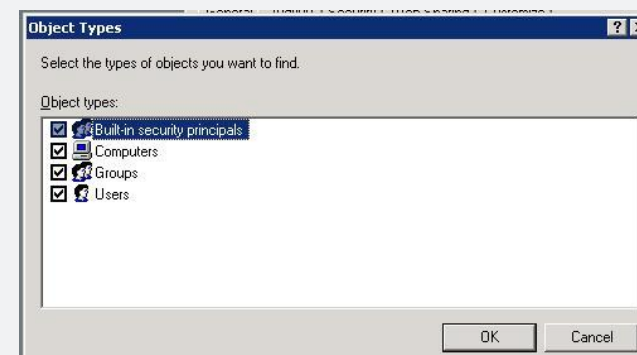 Object Types
Select the types of objects you want to find.
Object types:
Built-in security principals
Computers
Groups
Users
OK Cancel